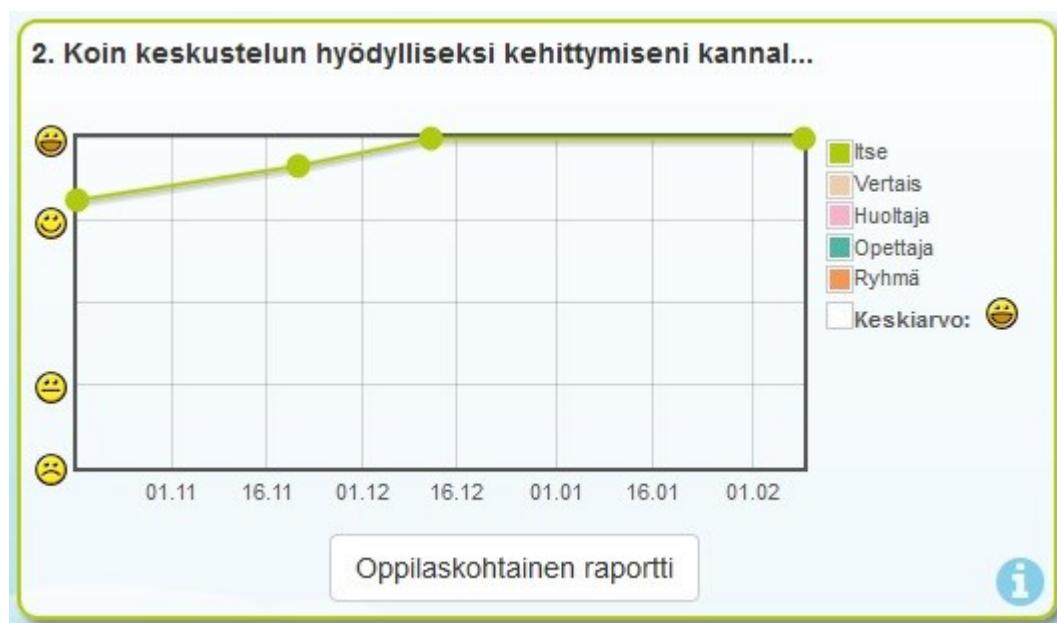 2. Koin keskustelun hyödylliseksi kehittymiseni kannal...
Itse
Vertais
Huoltaja
Opettaja
Ryhmä
Keskiarvo:
01.11 16.11 01.12 16.12 01.01 16.01 01.02
Oppilaskohtainen raportti